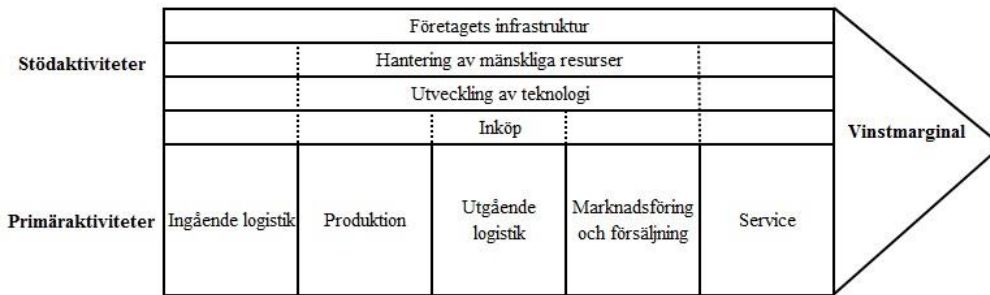 Företagets infrastruktur
Stödaktiviteter
Hantering av mänskliga resurser
Utveckling av teknologi
Inköp
Vinstmarginal
Primäraktiviteter
Ingående logistik
Produktion
Utgående
logistik
Marknadsföring
och försäljning
Service